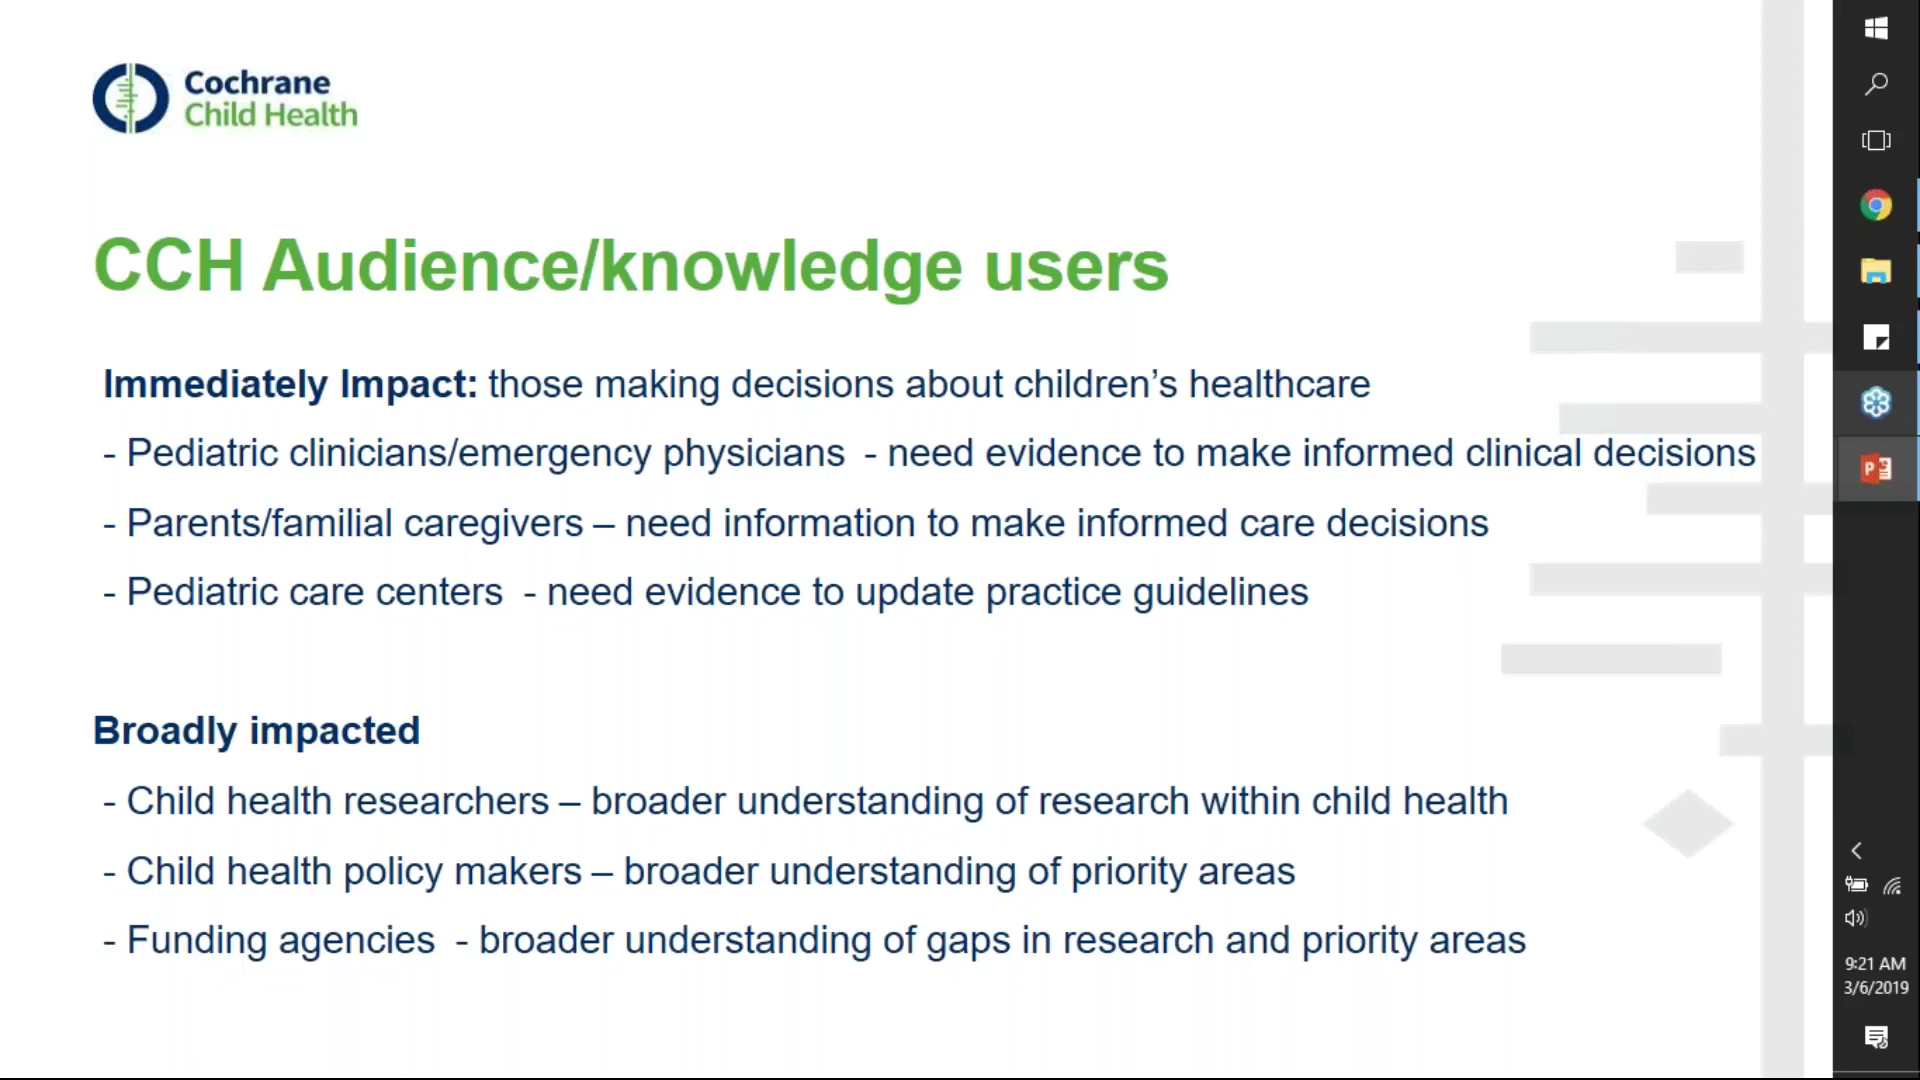 Cochrane
Child Health
CCH Audience/knowledge users
Immediately Impact: those making decisions about children’s healthcare
- Pediatric clinicians/emergency physicians  - need evidence to make informed clinical decisions
- Parents/familial caregivers – need information to make informed care decisions
- Pediatric care centers  - need evidence to update practice guidelines
Broadly impacted
- Child health researchers – broader understanding of research within child health
- Child health policy makers – broader understanding of priority areas
- Funding agencies  - broader understanding of gaps in research and priority areas
9:21 AM
3/6/2019